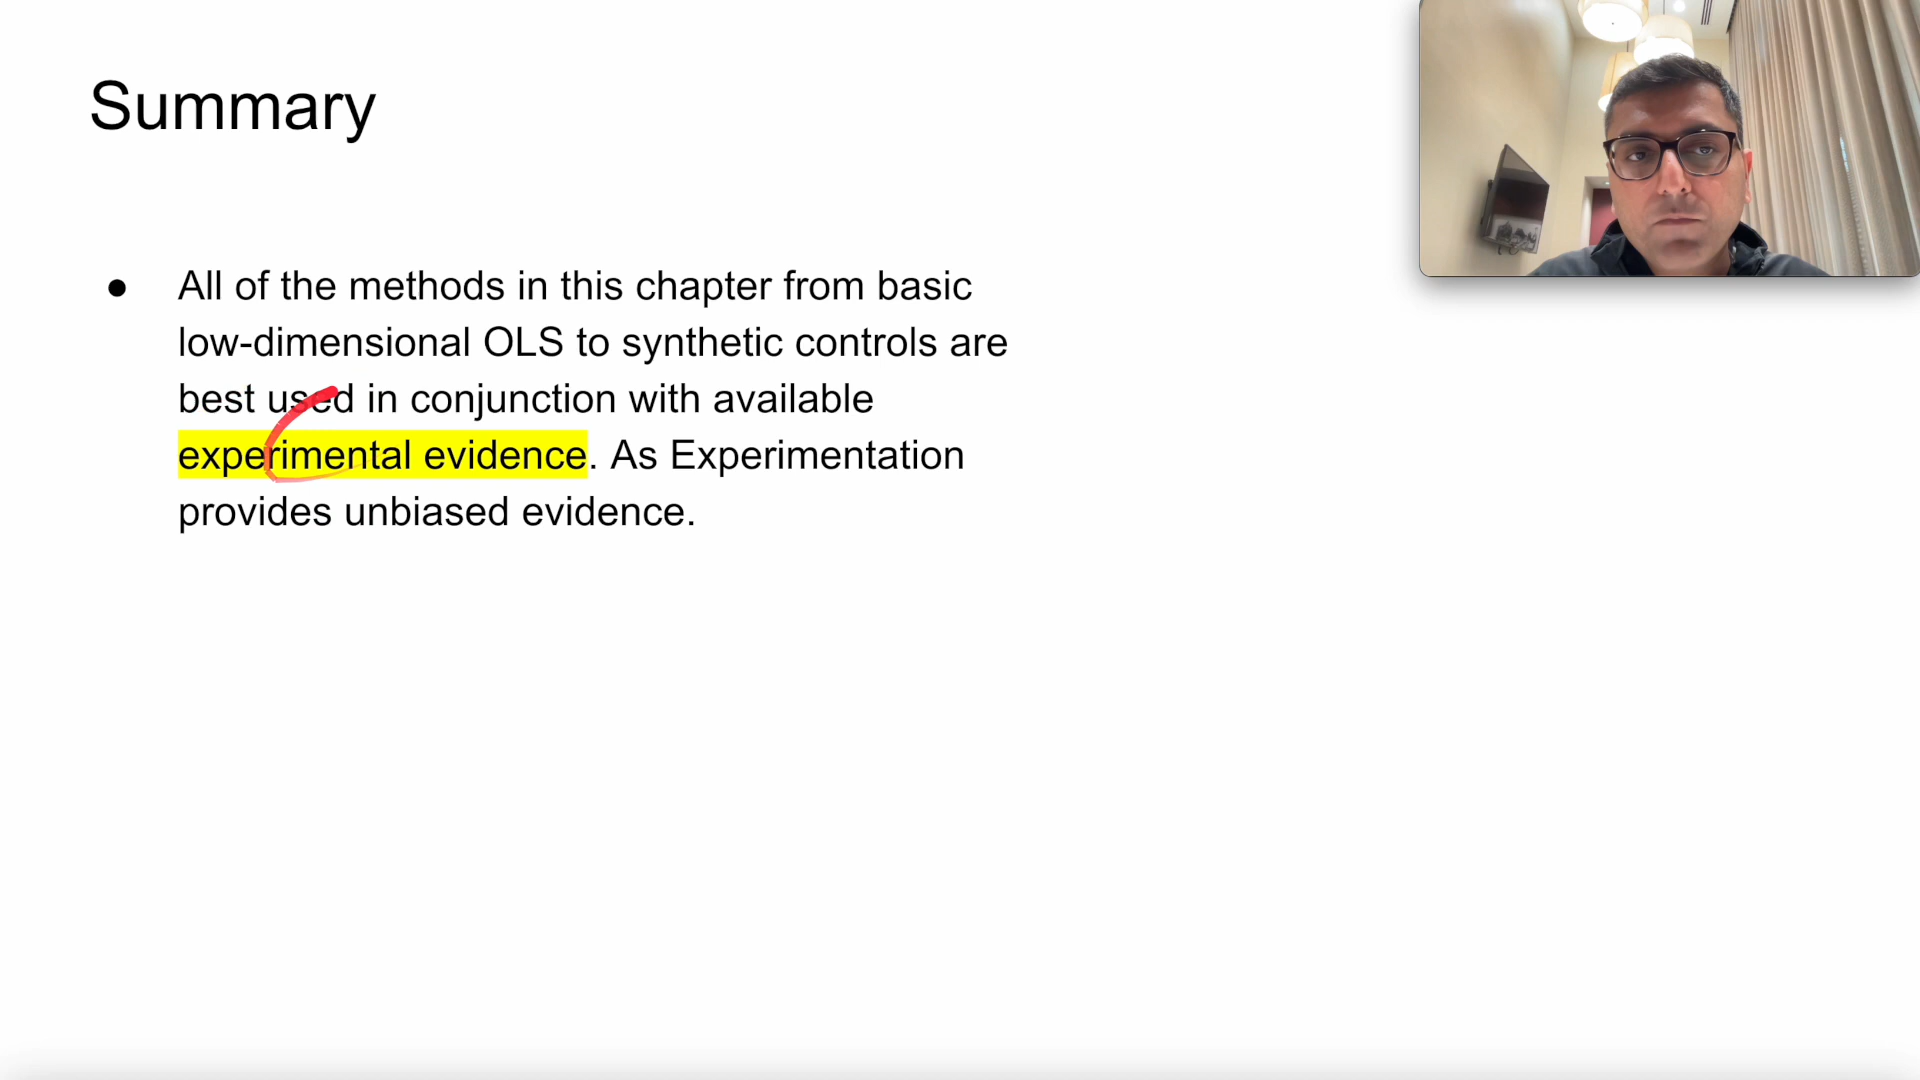 Summary
● All of the methods in this chapter from basic
low-dimensional OLS to synthetic controls are
best used in conjunction with available
experimental evidence. As Experimentation
provides unbiased evidence.